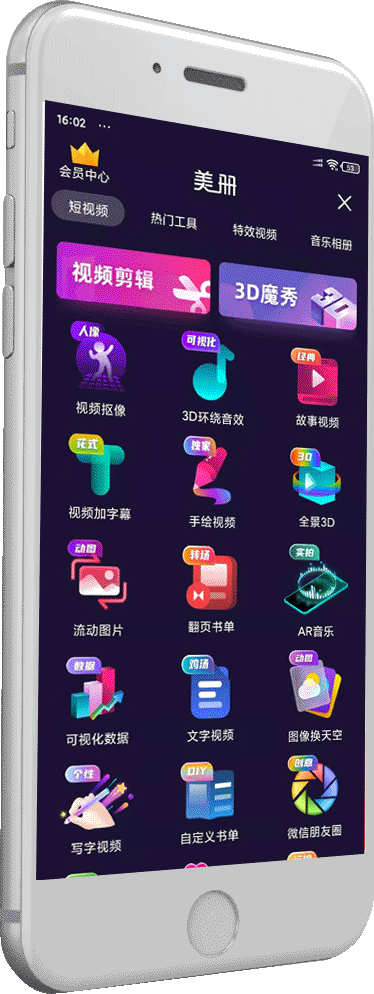 16:02 ...
53
会员中心
美册
短视频
热门工具
特效视频
音乐相册
视频剪辑
3D魔秀
3D
人像
可视化
经典
视频抠像
3D环绕音效
故事视频
花式
独家
3D
视频加字幕
手绘视频
全景3D
动图
转场
实拍
流动图片
翻页书单
AR音乐
数据
鸡汤
动图
可视化数据
文字视频
图像换天空
个性
DIY
创意
写字视频
自定义书单
微信朋友圈